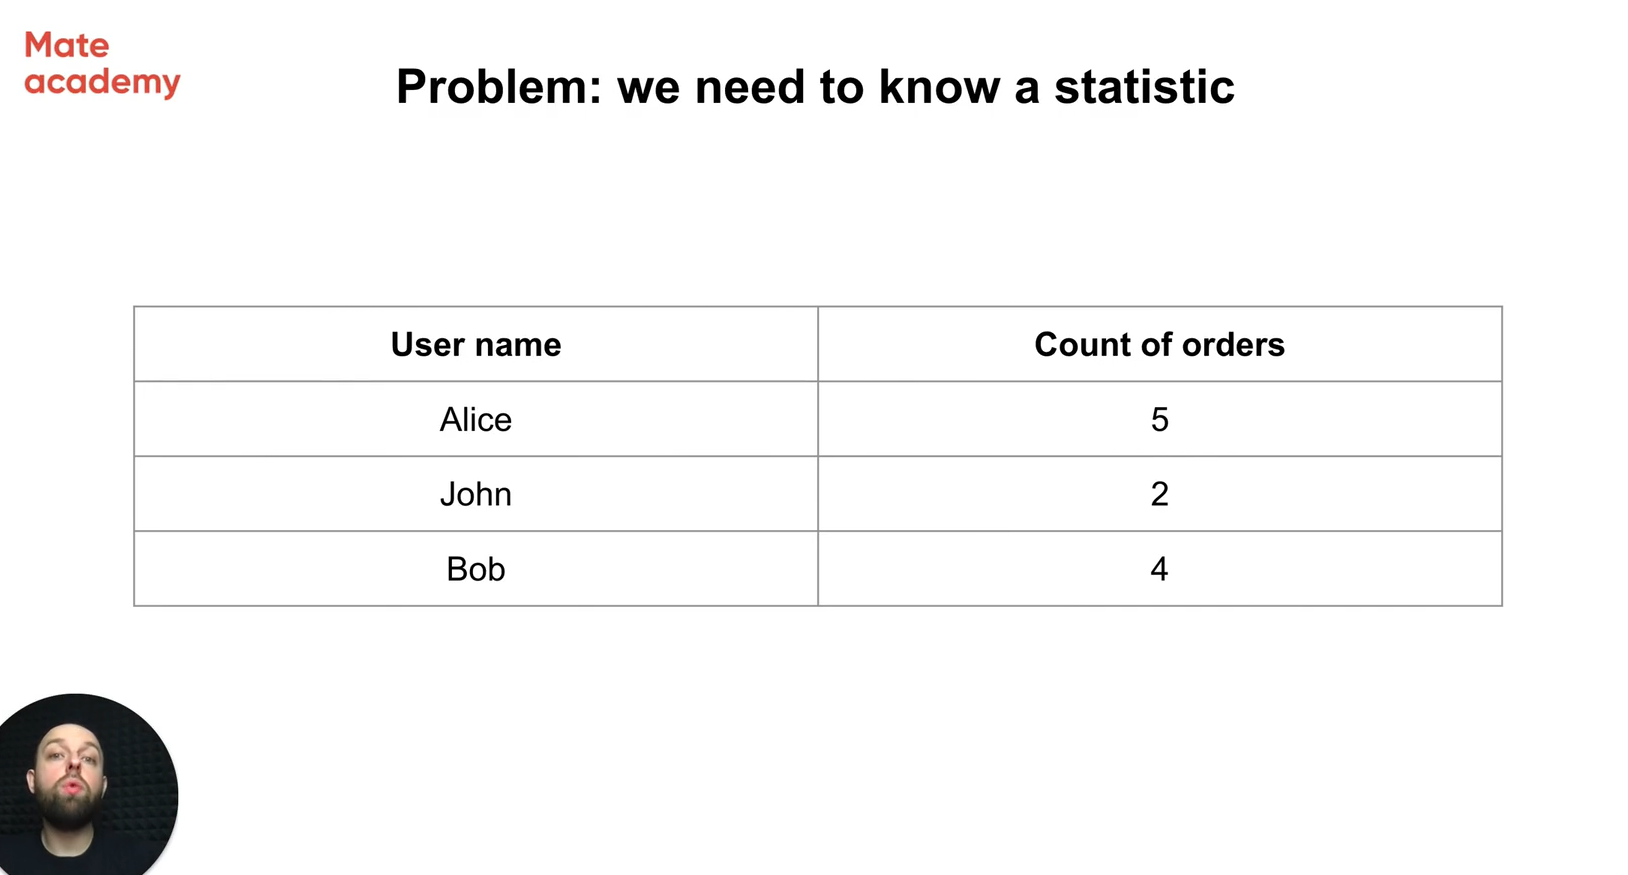 Mate
academy
Problem: we need to know a statistic
User name Count of orders
Alice 5
John 2
Bob 4